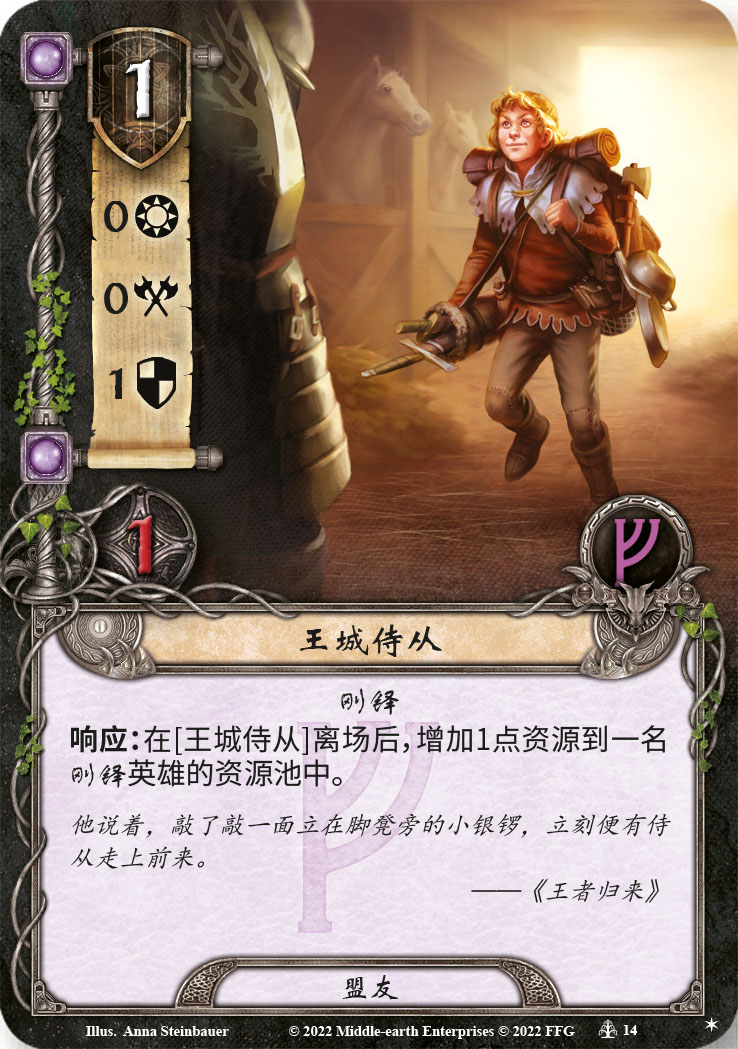 1
0
0
1
1
王城侍从
刚铎
响应：在[王城侍从]离场后，增加1点资源到一名
刚铎英雄的资源池中。
他说着，敲了敲一面立在脚凳旁的小银锣，立刻便有侍
从走上前来。
——《王者归来》
盟友
Illus. Anna Steinbauer © 2022 Middle-earth Enterprises © 2022 FFG 14